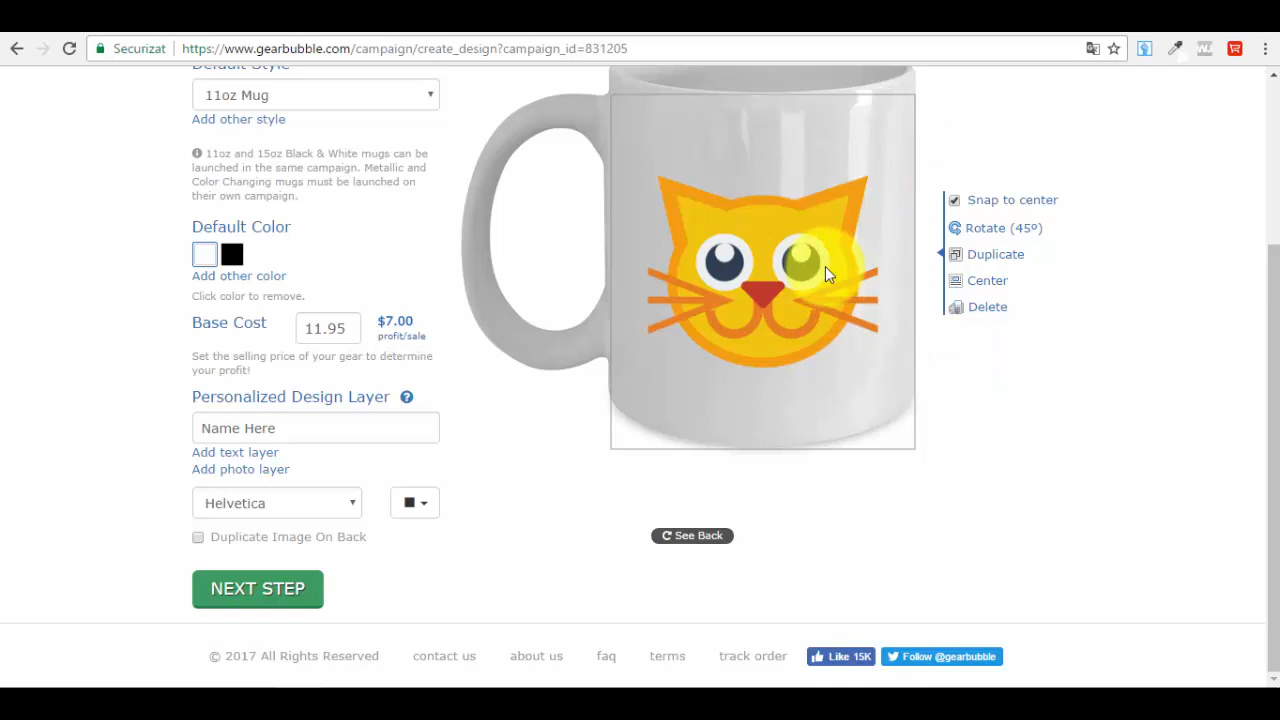 Securizat
https://www.gearbubble.com/campaign/create_design?campaign_id=831205
Default Style
11oz Mug
Add other style
11oz and 15oz Black & White mugs can be
launched in the same campaign. Metallic and
Color Changing mugs must be launched on
their own campaign.
Default Color
Add other color
Click color to remove.
Base Cost
11.95
$7.00
profit/sale
Set the selling price of your gear to determine
your profit!
Personalized Design Layer
Name Here
Add text layer
Add photo layer
Helvetica
Duplicate Image On Back
NEXT STEP
See Back
Snap to center
Rotate (45º)
Duplicate
Center
Delete
© 2017 All Rights Reserved
contact us
about us
faq
terms
track order
Like 15K
Follow @gearbubble